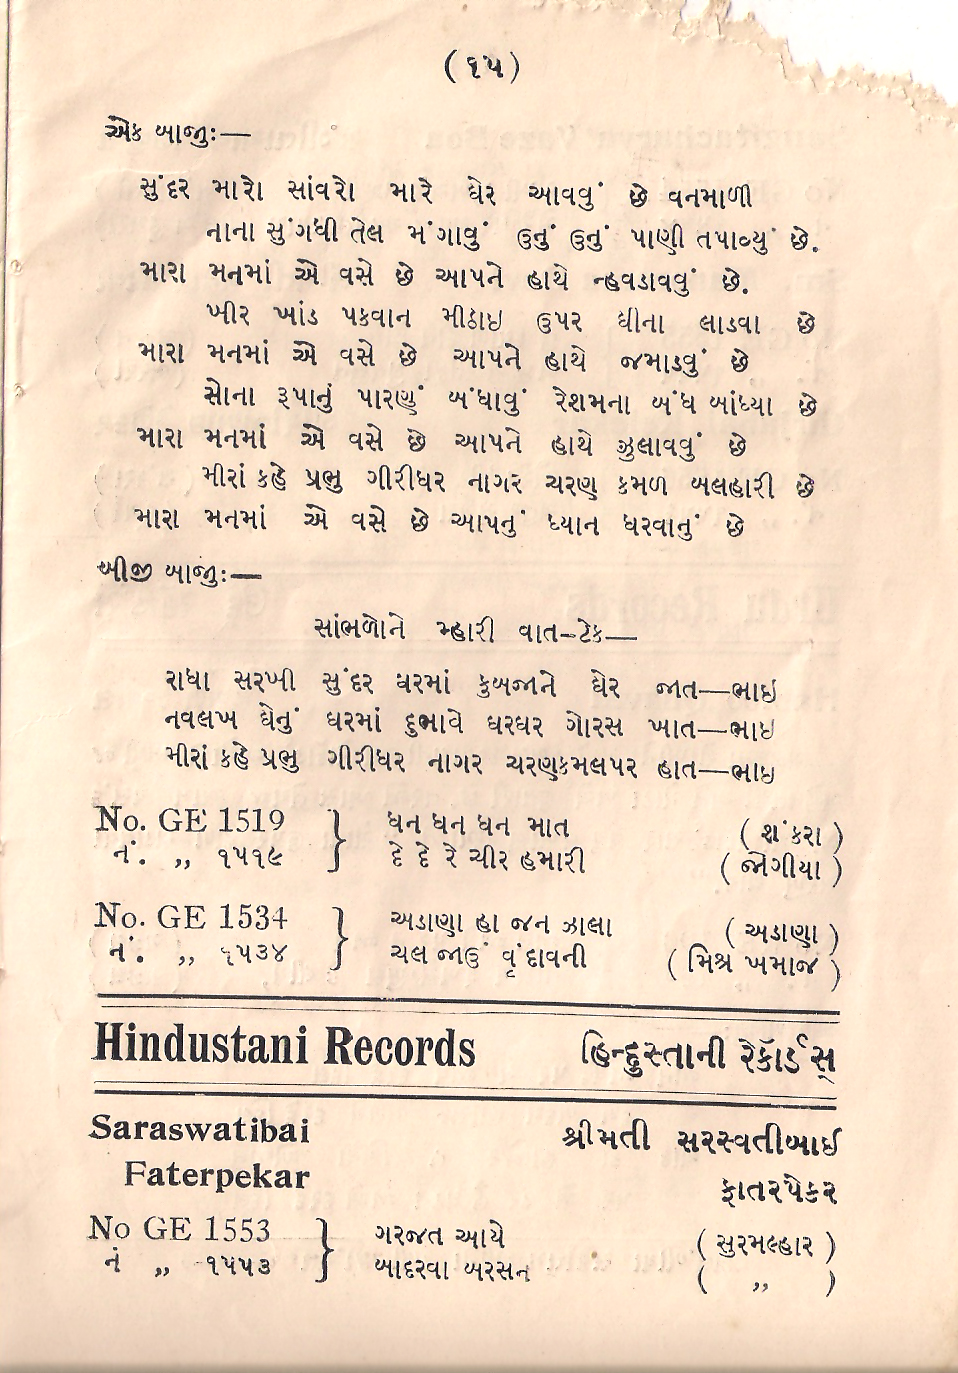 (૧૫)
એક બાજુઃ—
સુંદર મારો સાંવરો મારે ઘેર આવવું છે વનમાળી
નાના સુંગધી તેલ મંગાવું ઉનું ઉનું પાણી તપાવ્યું છે.
મારા મનમાં એ વસે છે આપને હાથે ન્હવડાવવું છે.
ખીર ખાંડ પકવાન મીઠાઇ ઉપર ઘીના લાડવા છે
મારા મનમાં એ વસે છે આપને હાથે જમાડવું છે
સોના રૂપાનું પારણું બંધાવું રેશમના બંધ બાંધ્યા છે
મારા મનમાં એ વસે છે આપને હાથે ઝુલાવવું છે
મીરાં કહે પ્રભુ ગીરીધર નાગર ચરણ કમળ બલહારી છે
મારા મનમાં એ વસે છે આપનું ધ્યાન ધરવાનું છે
બીજી બાજુઃ—
સાંભળોને મ્હારી વાત–ટેક—
રાધા સરખી સુંદર ઘરમાં કુબજાને ઘેર જાત—ભાઇ
નવલખ ધેનું ઘરમાં દુભાવે ઘરઘર ગોરસ ખાત—ભાઇ
મીરાં કહે પ્રભુ ગીરીધર નાગર ચરણકમલપર હાત—ભાઇ
No. GE 1519 } ધન ધન ધન માત (શંકરા)
નં. ,, ૧૫૧૯ દે દે રે ચીર હમારી (જોગીયા)
No. GE 1534 } અડાણા હા જન ઝાલા (અડાણા)
નં. ,, ૧૫૩૪ ચલ જાઉં વૃંદાવની (મિશ્ર ખમાજ)
Hindustani Records હિન્દુસ્તાની રેકૉર્ડસ્
Saraswatibai શ્રીમતી સરસ્વતીબાઈ
Faterpekar ફાતરપેકર
No GE 1553 } ગરજત આયે (સુરમલ્હાર)
નં ,, ૧૫૫૩ બાદરવા બરસન ( ,, )